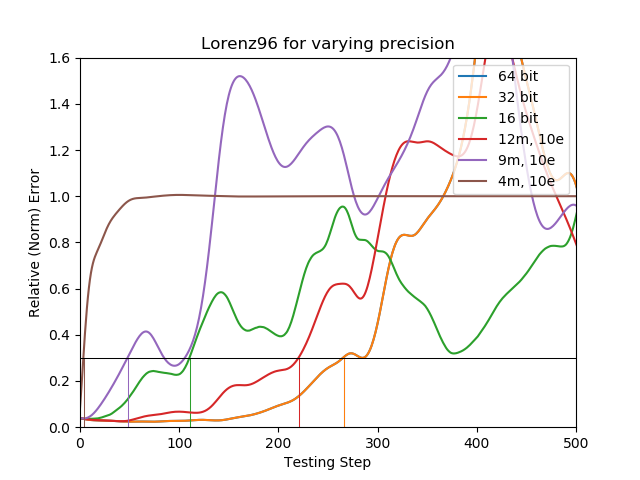 Lorenz96 for varying precision
1.6
1.4
1.2
1.0
0.8
0.6
0.4
0.2
0.0
Relative (Norm) Error
64 bit
32 bit
16 bit
12m, 10e
9m, 10e
4m, 10e
0 100 200 300 400 500
Testing Step